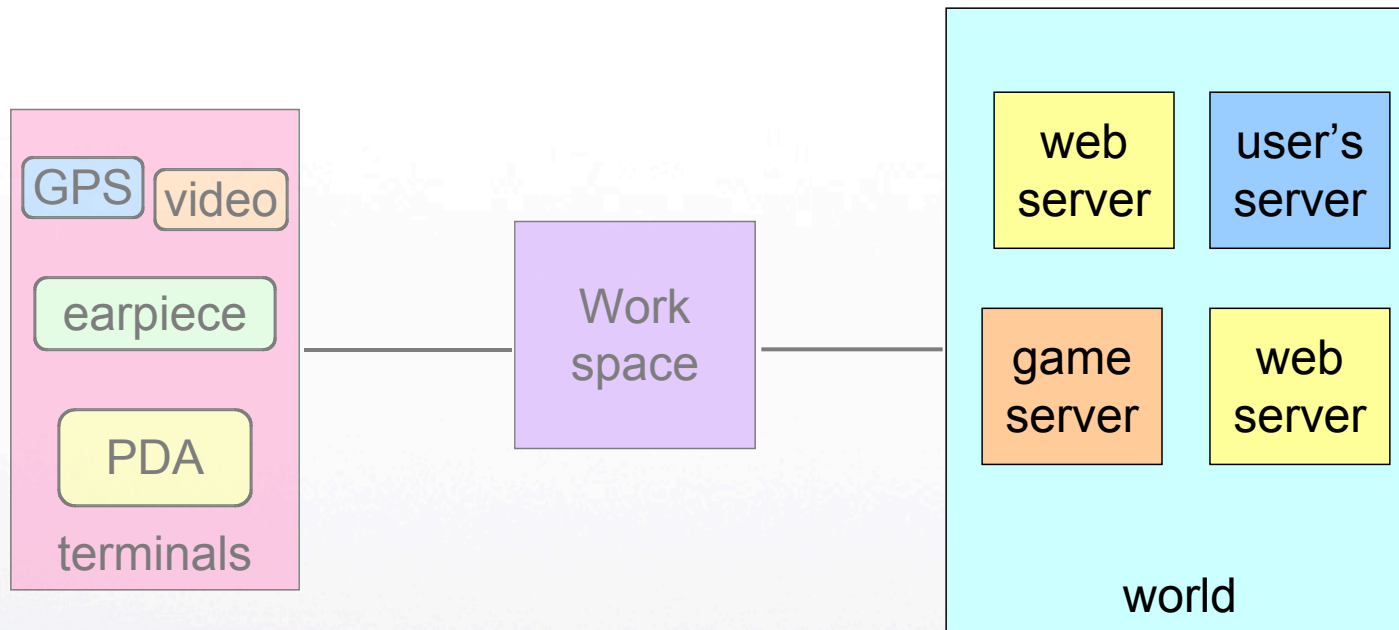 GPS
video
earpiece
PDA
terminals
Work
space
web
server
user’s
server
game
server
web
server
world